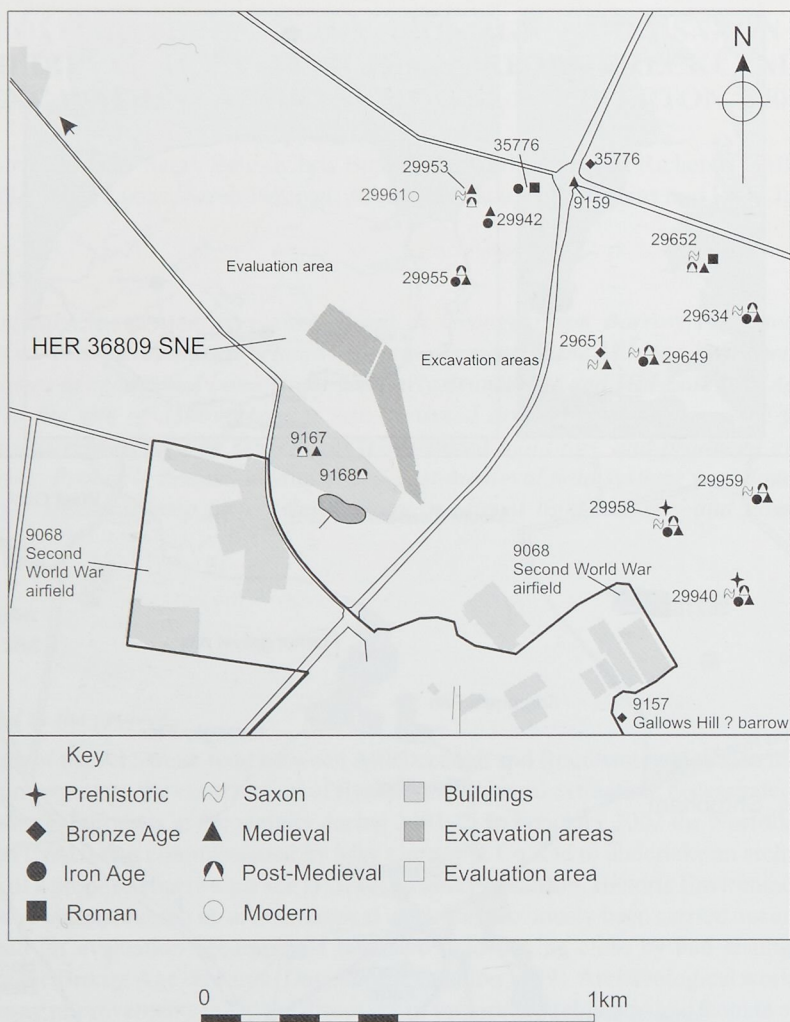 N
35776
35776
29953
29961
9159
29942
29652
Evaluation area
29955
29634
HER 36809 SNE
29651
Excavation areas
29649
9167
9168
29959
29958
9068
Second
World War
airfield
9068
Second World War
airfield
29940
9157
Gallows Hill ? barrow
Key
Prehistoric
Saxon
Buildings
Bronze Age
Medieval
Excavation areas
Iron Age
Post-Medieval
Evaluation area
Roman
Modern
0
1km